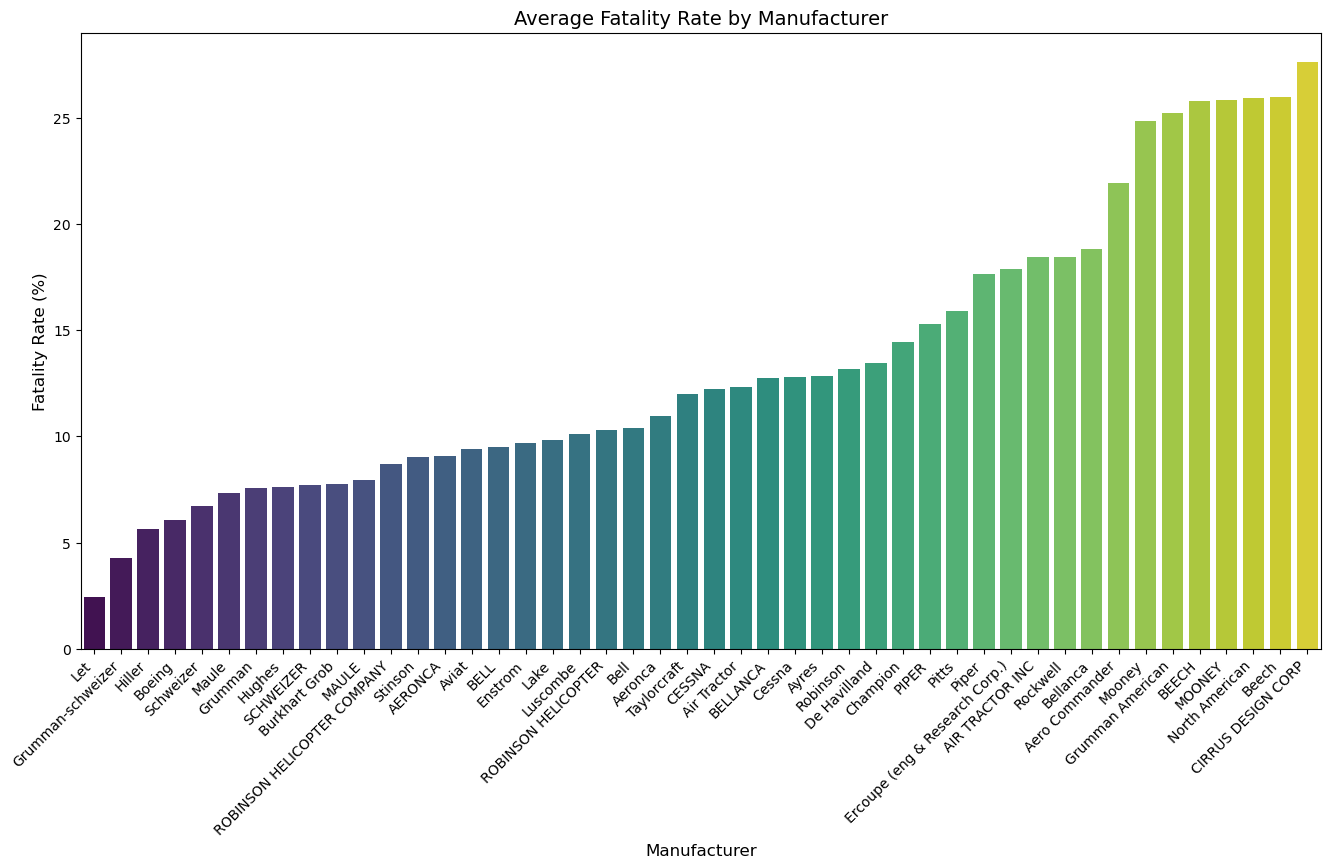 Average Fatality Rate by Manufacturer
Fatality Rate (%)
25
20
15
10
5
0
Let
Grumman-schweizer
Hiller
Boeing
Schweizer
Maule
Grumman
Hughes
SCHWEIZER
Burkhart Grob
MAULE
ROBINSON HELICOPTER COMPANY
Stinson
AERONCA
Aviat
BELL
Enstrom
Lake
Luscombe
ROBINSON HELICOPTER
Bell
Aeronca
Taylorcraft
CESSNA
Air Tractor
BELLANCA
Cessna
Ayres
Robinson
De Havilland
Champion
PIPER
Pitts
Piper
Ercoupe (eng & Research Corp.)
AIR TRACTOR INC
Rockwell
Bellanca
Aero Commander
Mooney
Grumman American
BEECH
MOONEY
North American
Beech
CIRRUS DESIGN CORP
Manufacturer